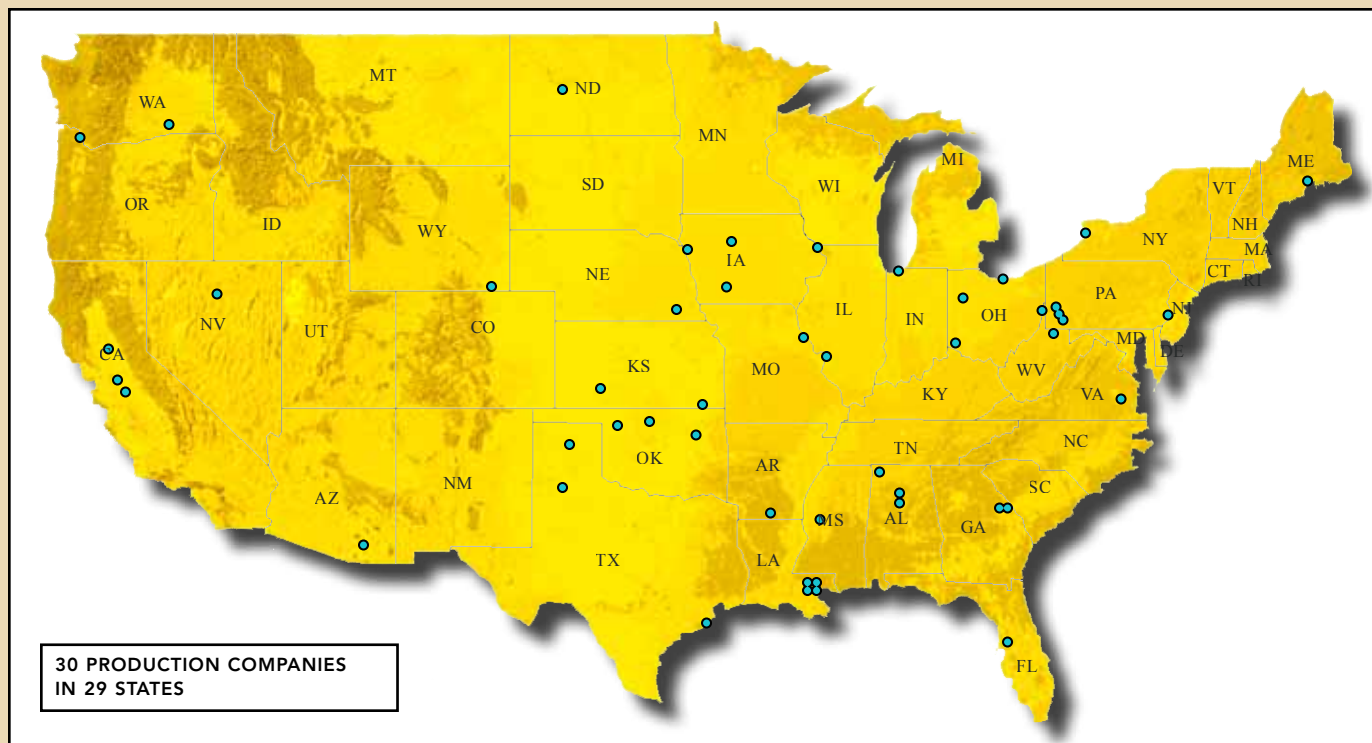 MT
ND
WA
MN
ME
MI
SD
WI
VT
OR
ID
NH
WY
NY
MA
IA
NE
CT
RI
PA
IL
NJ
NV
UT
CO
IN
OH
CA
MD
DE
KS
MO
WV
KY
VA
NC
TN
OK
AR
NM
SC
AZ
MS
AL
GA
TX
LA
FL
30 PRODUCTION COMPANIES
IN 29 STATES